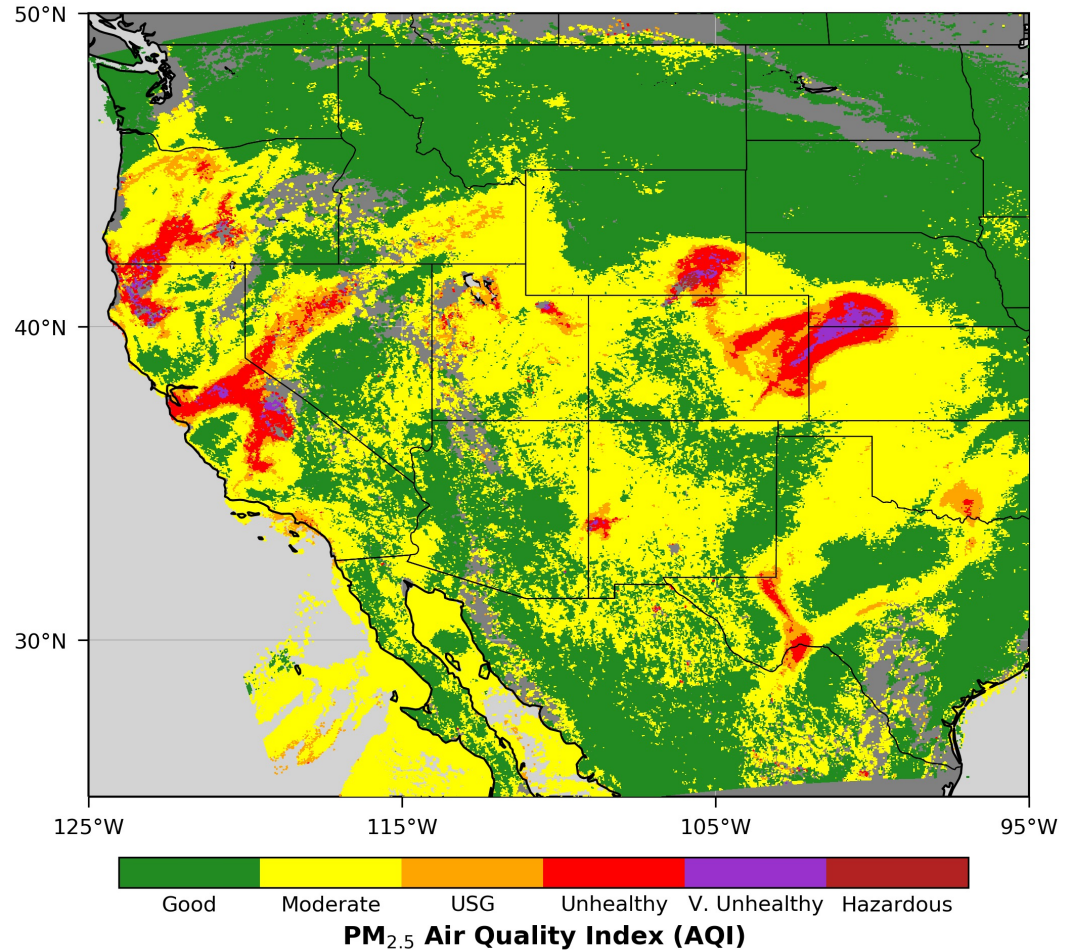 50°N
40°N
30°N
125°W 115°W 105°W 95°W
Good Moderate USG Unhealthy V. Unhealthy Hazardous
PM2.5 Air Quality Index (AQI)